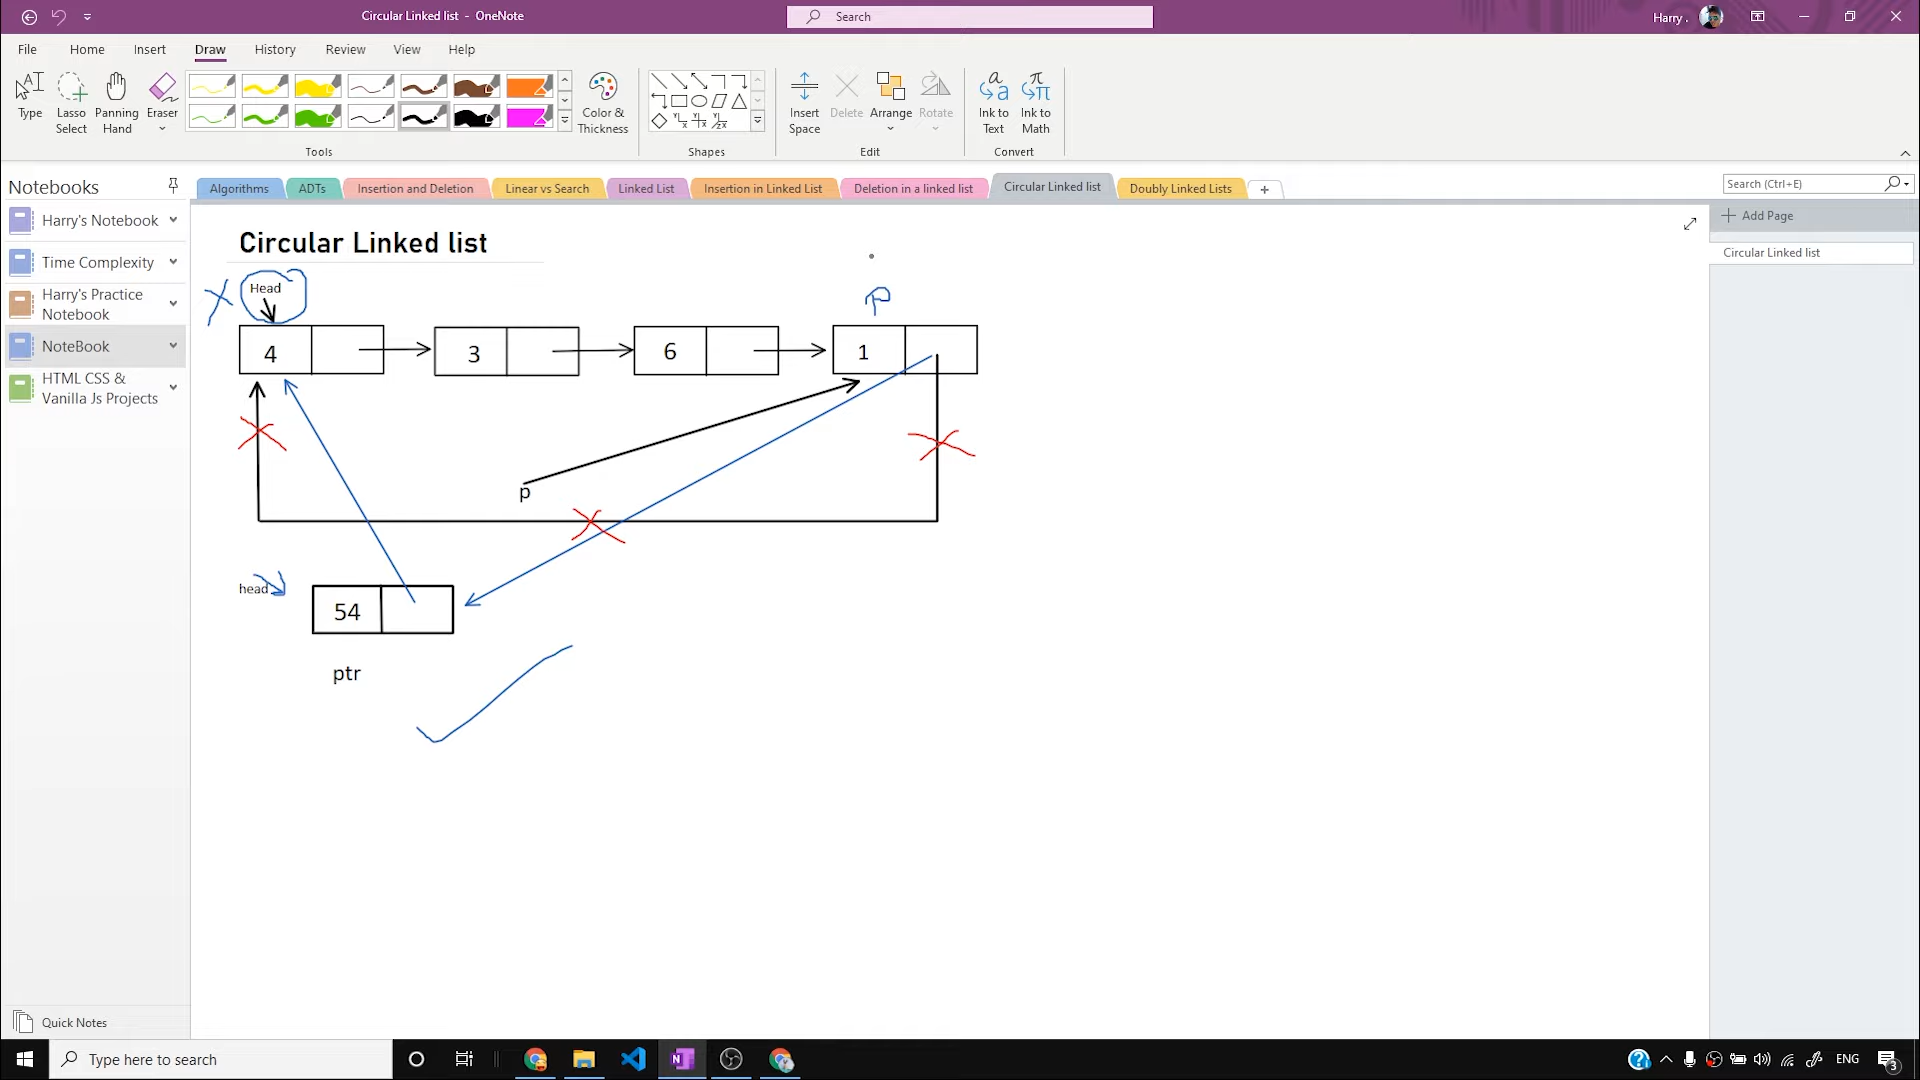 Circular Linked list - OneNote
Search
Harry .
File Home Insert Draw History Review View Help
Type
Lasso Select
Panning Hand
Eraser
Color & Thickness
Insert Space
Delete
Arrange
Rotate
Ink to Text
Ink to Math
Tools
Shapes
Edit
Convert
Notebooks
Algorithms
ADTs
Insertion and Deletion
Linear vs Search
Linked List
Insertion in Linked List
Deletion in a linked list
Circular Linked list
Doubly Linked Lists
Search (Ctrl+E)
Harry's Notebook
Time Complexity
Harry's Practice
Notebook
NoteBook
HTML CSS &
Vanilla Js Projects
Quick Notes
Add Page
Circular Linked list
Circular Linked list
Head
P
4 3 6 1
p
head
54
ptr
Type here to search
ENG
3